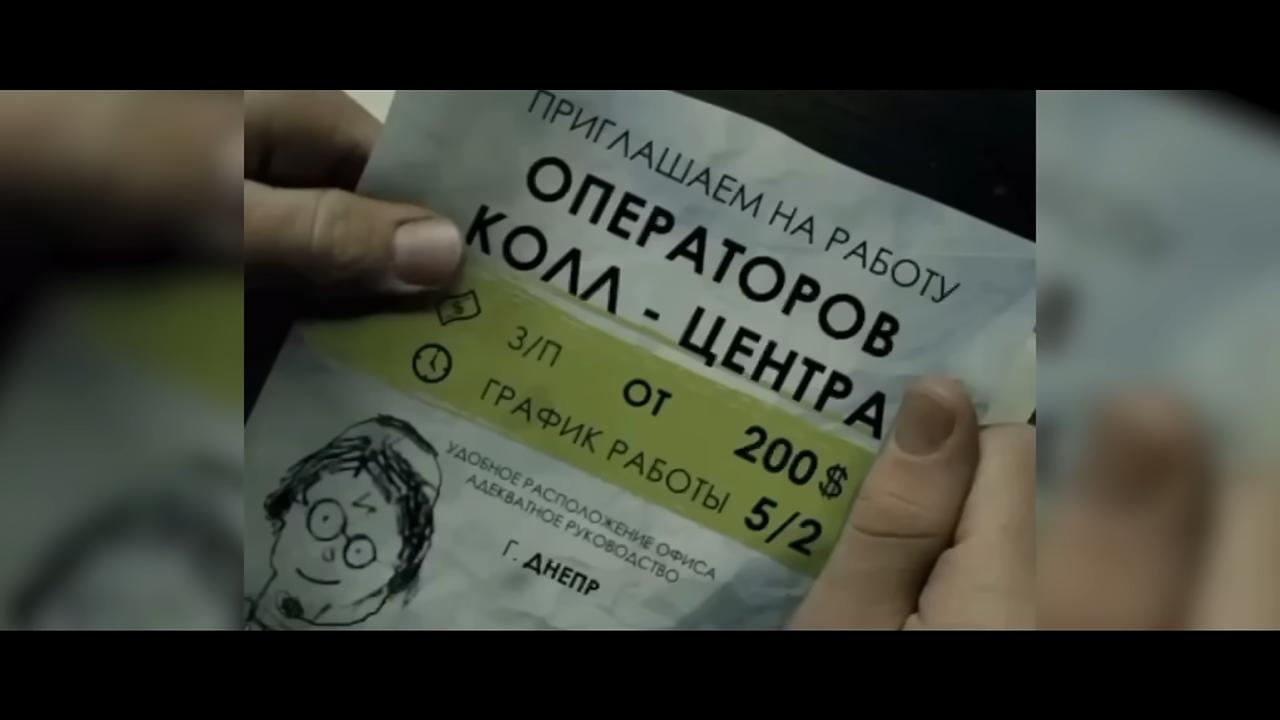 ПРИГЛАШАЕМ НА РАБОТУ
ОПЕРАТОРОВ
КОЛЛ - ЦЕНТРА
З/П ОТ 200$
ГРАФИК РАБОТЫ 5/2
УДОБНОЕ РАСПОЛОЖЕНИЕ ОФИСА
АДЕКВАТНОЕ РУКОВОДСТВО
Г. ДНЕПР